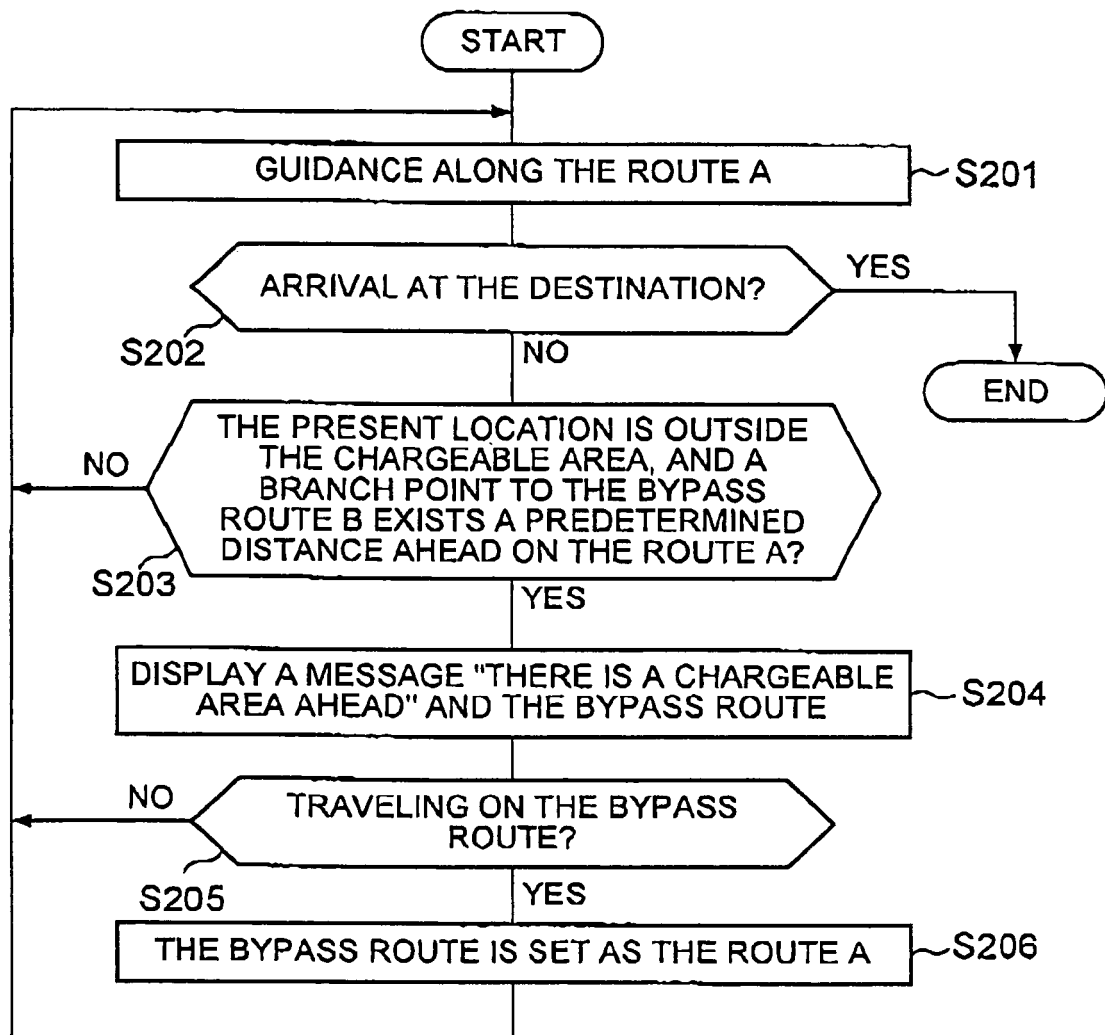 START
GUIDANCE ALONG THE ROUTE A
S201
ARRIVAL AT THE DESTINATION?
YES
S202
NO
END
THE PRESENT LOCATION IS OUTSIDE
THE CHARGEABLE AREA, AND A
BRANCH POINT TO THE BYPASS
ROUTE B EXISTS A PREDETERMINED
DISTANCE AHEAD ON THE ROUTE A?
NO
S203
YES
DISPLAY A MESSAGE "THERE IS A CHARGEABLE
AREA AHEAD" AND THE BYPASS ROUTE
S204
NO
TRAVELING ON THE BYPASS
ROUTE?
S205
YES
THE BYPASS ROUTE IS SET AS THE ROUTE A
S206